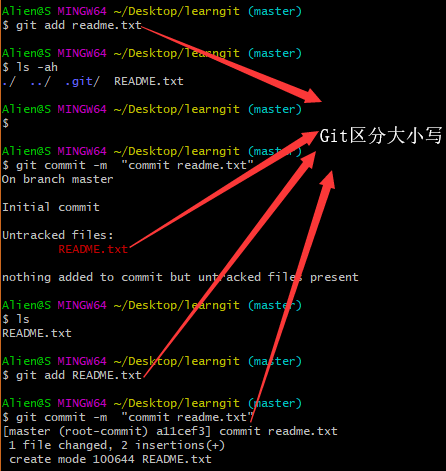 Alien@S MINGW64 ~/Desktop/learngit (master)
$ git add readme.txt
Alien@S MINGW64 ~/Desktop/learngit (master)
$ ls -ah
./  ../  .git/  README.txt
Alien@S MINGW64 ~/Desktop/learngit (master)
$
Git区分大小写
Alien@S MINGW64 ~/Desktop/learngit (master)
$ git commit -m  "commit readme.txt"
On branch master
Initial commit
Untracked files:
README.txt
nothing added to commit but untracked files present
Alien@S MINGW64 ~/Desktop/learngit (master)
$ ls
README.txt
Alien@S MINGW64 ~/Desktop/learngit (master)
$ git add README.txt
Alien@S MINGW64 ~/Desktop/learngit (master)
$ git commit -m  "commit readme.txt"
[master (root-commit) a11cef3] commit readme.txt
1 file changed, 2 insertions(+)
create mode 100644 README.txt